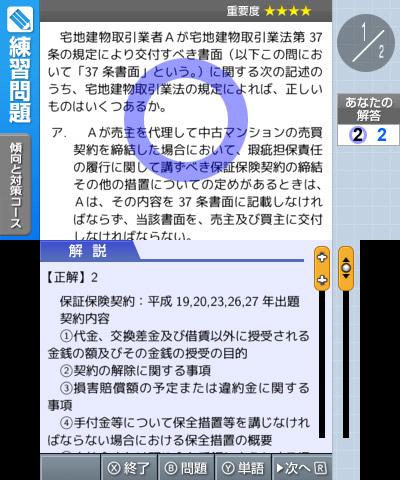 重要度 ★★★★
練習問題
傾向と対策コース
宅地建物取引業者Aが宅地建物取引業法第 37
条の規定により交付すべき書面（以下この問にお
いて「37 条書面」という。）に関する次の記述の
うち、宅地建物取引業法の規定によれば、正しい
ものはいくつあるか。
ア. Aが売主を代理して中古マンションの売買
契約を締結した場合において、瑕疵担保責任
の履行に関して講ずべき保証保険契約の締結
その他の措置についての定めがあるときは、
Aは、その内容を 37 条書面に記載しなけれ
ばならず、当該書面を、売主及び買主に交付
しなければならない。
1/2
あなたの
解答
2 2
解 説
【正解】2
保証保険契約：平成 19,20,23,26,27 年出題
契約内容
①代金、交換差金及び借賃以外に授受される
金銭の額及びその金銭の授受の目的
②契約の解除に関する事項
③損害賠償額の予定または違約金に関する
事項
④手付金等について保全措置等を講じなけれ
ばならない場合における保全措置の概要
X 終了 B 問題 Y 単語 次へ R